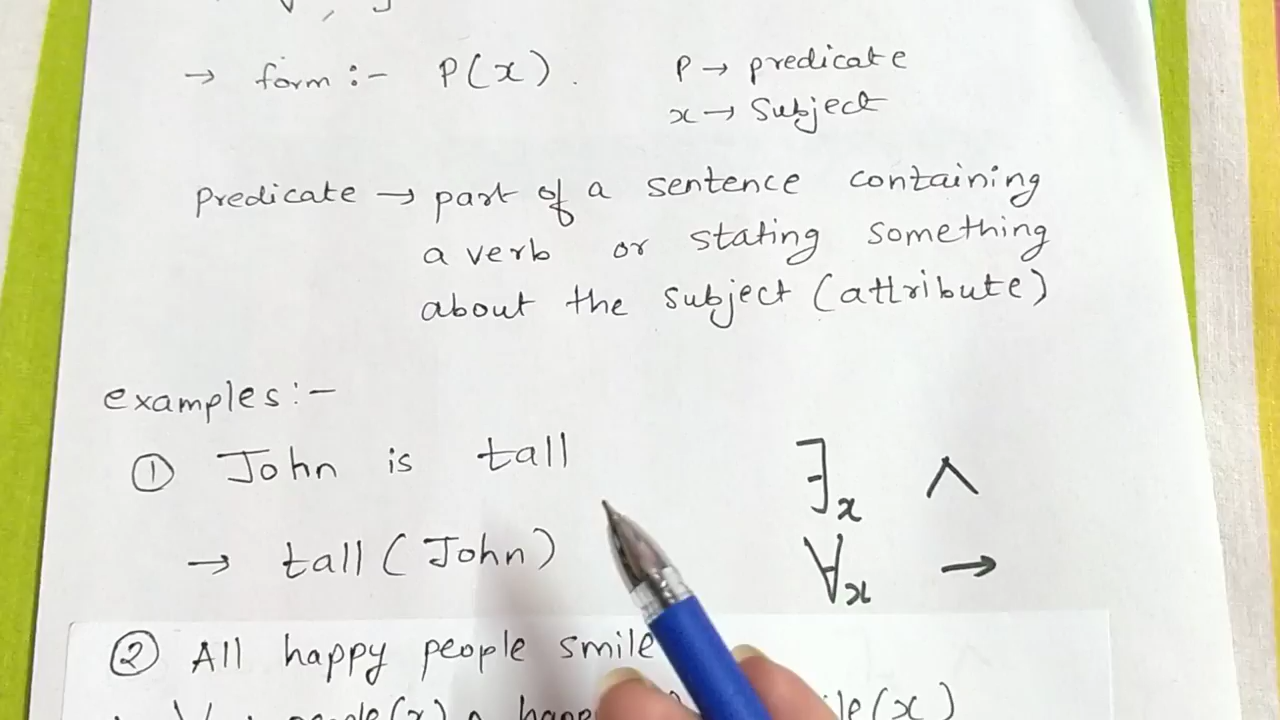 → form :- P(x).
P → predicate
x → Subject
Predicate → part of a sentence containing
a verb or stating something
about the subject (attribute)
examples :-
① John is tall
→ tall (John)
∃x ∧
∀x →
② All happy people smile